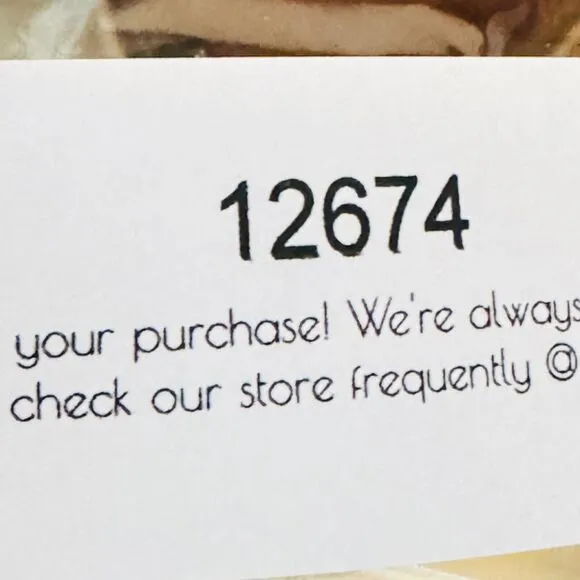 12674
your purchase! We're always
check our store frequently @